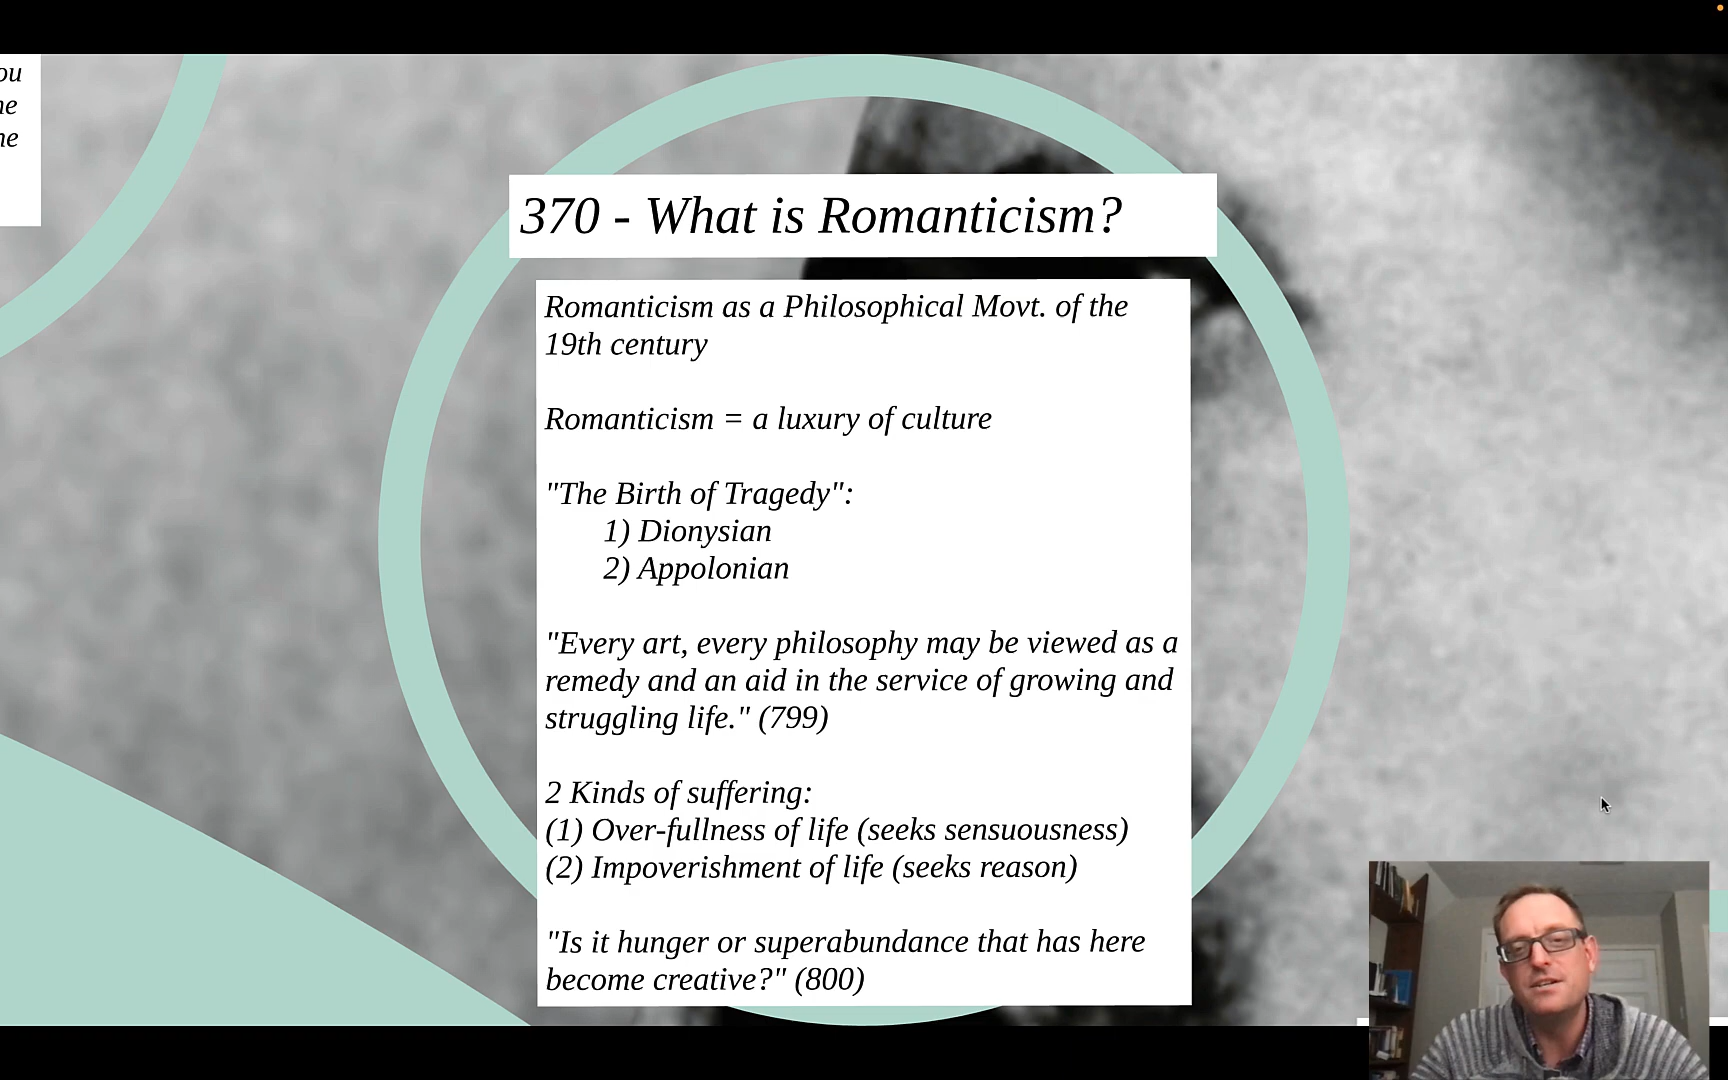 ou
he
he
370 - What is Romanticism?
Romanticism as a Philosophical Movt. of the
19th century
Romanticism = a luxury of culture
"The Birth of Tragedy":
1) Dionysian
2) Appolonian
"Every art, every philosophy may be viewed as a
remedy and an aid in the service of growing and
struggling life." (799)
2 Kinds of suffering:
(1) Over-fullness of life (seeks sensuousness)
(2) Impoverishment of life (seeks reason)
"Is it hunger or superabundance that has here
become creative?" (800)